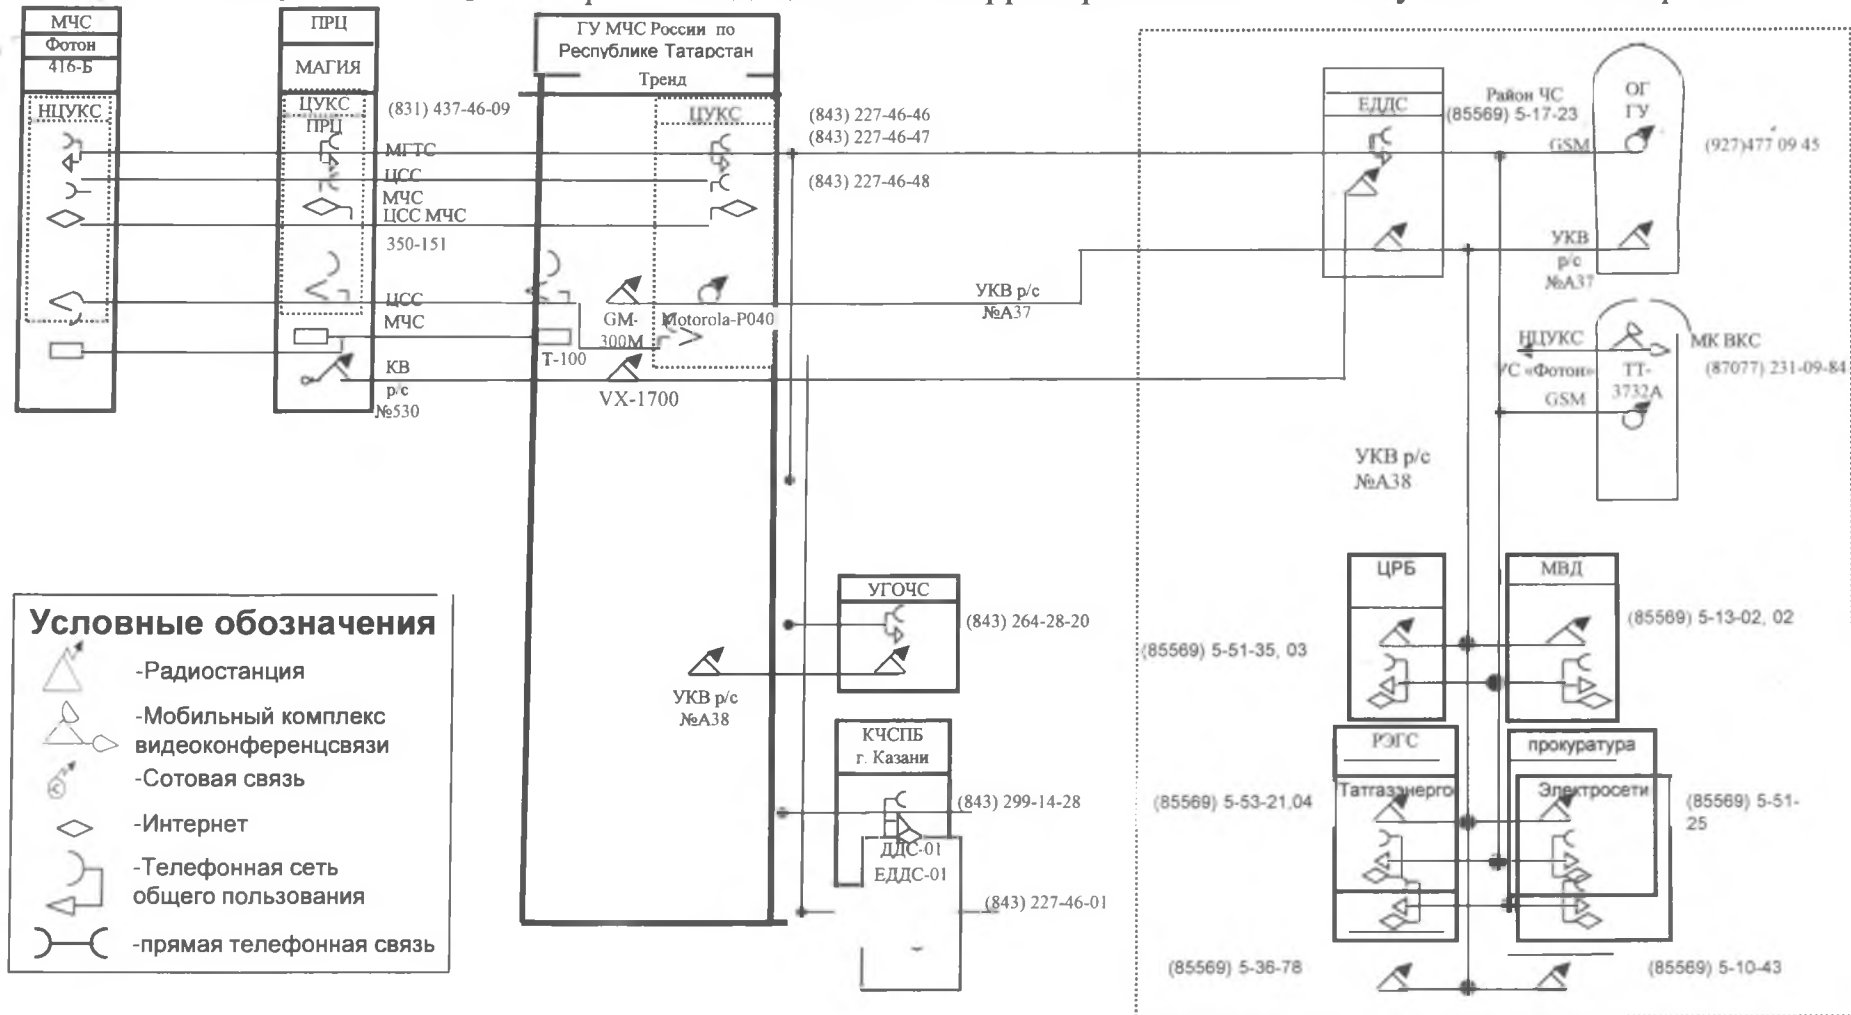 МЧС
Фотон
416-Б
НЦУКС
ПРЦ
МАГИЯ
ЦУКС
ПРЦ
(831) 437-46-09
МГТС
ЦСС
МЧС
ЦСС МЧС
350-151
ЦСС
МЧС
КВ
р/с
№530
ГУ МЧС России по
Республике Татарстан
Тренд
ЦУКС
GM-
300М
Motorola-P040
Т-100
VX-1700
(843) 227-46-46
(843) 227-46-47
(843) 227-46-48
УКВ р/с
№А37
ЕДДС
Район ЧС
(85569) 5-17-23
GSM
ОГ
ГУ
(927)477 09 45
УКВ
р/с
№А37
НЦУКС
УС «Фотон»
GSM
ТТ-
3732А
МК ВКС
(87077) 231-09-84
УКВ р/с
№А38
УГОЧС
(843) 264-28-20
УКВ р/с
№А38
КЧСПБ
г. Казани
(843) 299-14-28
ДДС-01
ЕДДС-01
(843) 227-46-01
ЦРБ
МВД
(85569) 5-51-35, 03
(85569) 5-13-02, 02
РЭГС
прокуратура
Татгазэнерго
Электросети
(85569) 5-53-21,04
(85569) 5-51-
25
(85569) 5-36-78
(85569) 5-10-43
Условные обозначения
-Радиостанция
-Мобильный комплекс
видеоконференцсвязи
-Сотовая связь
-Интернет
-Телефонная сеть
общего пользования
-прямая телефонная связь